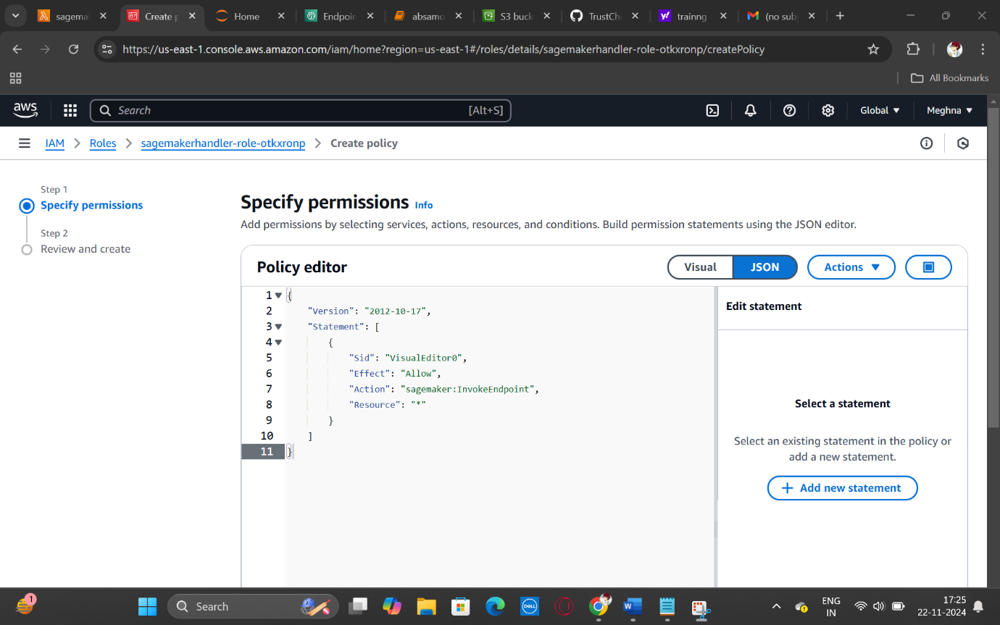 sagemal
Create p
Home
Endpoin
absamo
S3 buck
TrustChe
trainng
(no subj
https://us-east-1.console.aws.amazon.com/iam/home?region=us-east-1#/roles/details/sagemakerhandler-role-otkxronp/createPolicy
All Bookmarks
aws
Search
[Alt+S]
Global
Meghna
IAM
Roles
sagemakerhandler-role-otkxronp
Create policy
Step 1
Specify permissions
Step 2
Review and create
Specify permissions Info
Add permissions by selecting services, actions, resources, and conditions. Build permission statements using the JSON editor.
Policy editor
Visual
JSON
Actions
1 {
2 "Version": "2012-10-17",
3 "Statement": [
4 {
5 "Sid": "VisualEditor0",
6 "Effect": "Allow",
7 "Action": "sagemaker:InvokeEndpoint",
8 "Resource": "*"
9 }
10 ]
11 }
Edit statement
Select a statement
Select an existing statement in the policy or
add a new statement.
+ Add new statement
1
Search
DELL
W
ENG
IN
17:25
22-11-2024